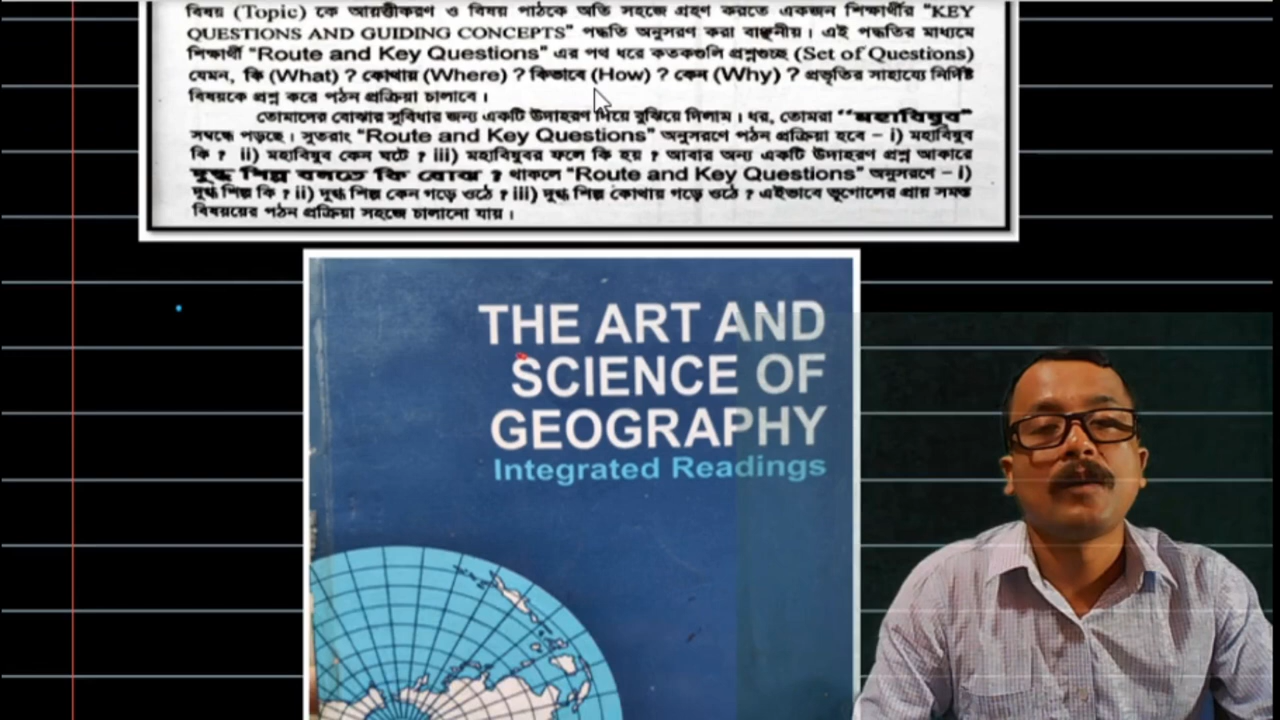 বিষয় (Topic) কে আয়ত্তীকরণ ও বিষয় পাঠকে অতি সহজে গ্রহণ করতে একজন শিক্ষার্থীর “KEY
QUESTIONS AND GUIDING CONCEPTS” পদ্ধতি অনুসরণ করা বাঞ্ছনীয়। এই পদ্ধতির মাধ্যমে
শিক্ষার্থী “Route and Key Questions” এর পথ ধরে কতকগুলি প্রশ্নগুচ্ছে (Set of Questions)
যেমন, কি (What) ? কোথায় (Where) ? কিভাবে (How) ? কেন (Why) ? প্রভৃতির সাহায্যে নির্দিষ্ট
বিষয়কে প্রশ্ন করে পঠন প্রক্রিয়া চালাবে।
তোমাদের বোঝার সুবিধার জন্য একটি উদাহরণ দিয়ে বুঝিয়ে দিলাম। ধর, তোমরা “মহাবিষুব”
সম্বন্ধে পড়ছে। সুতরাং “Route and Key Questions” অনুসরণে পঠন প্রক্রিয়া হবে – i) মহাবিষুব
কি ? ii) মহাবিষুব কেন ঘটে ? iii) মহাবিষুবর ফলে কি হয় ? আবার অন্য একটি উদাহরণ প্রশ্ন আকারে
দুগ্ধ শিল্প বলতে কি বোঝ ? থাকলে “Route and Key Questions” অনুসরণে – i)
দুগ্ধ শিল্প কি ? ii) দুগ্ধ শিল্প কেন গড়ে ওঠে ? iii) দুগ্ধ শিল্প কোথায় গড়ে ওঠে ? এইভাবে ভূগোলের প্রায় সমস্ত
বিষয়য়ের পঠন প্রক্রিয়া সহজে চালানো যায়।
THE ART AND
SCIENCE OF
GEOGRAPHY
Integrated Readings